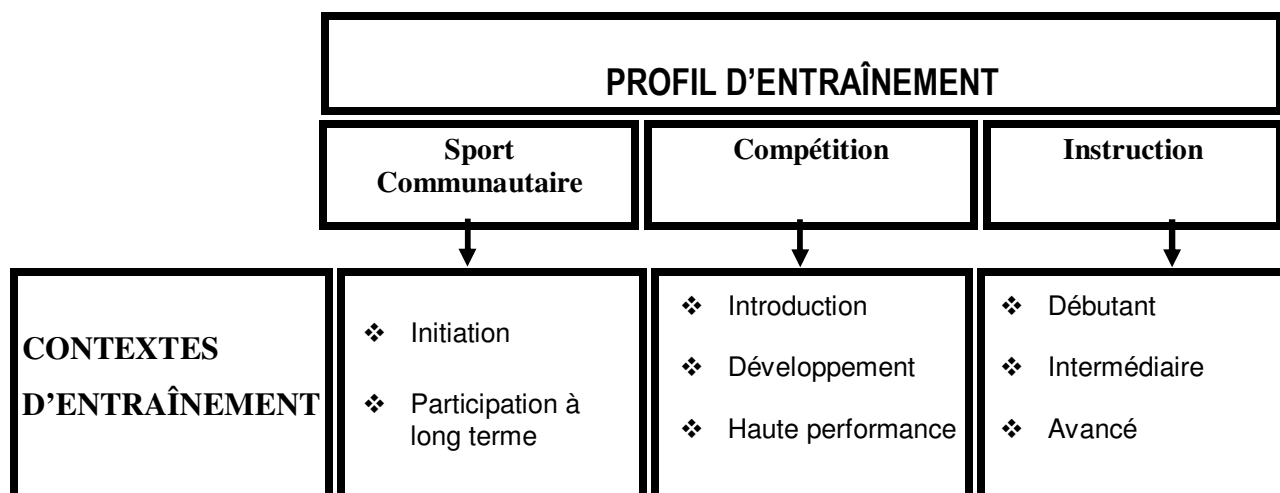 PROFIL D’ENTRAÎNEMENT
Sport
Communautaire
Compétition
Instruction
CONTEXTES
D’ENTRAÎNEMENT
❖ Initiation
❖ Participation à
long terme
❖ Introduction
❖ Développement
❖ Haute performance
❖ Débutant
❖ Intermédiaire
❖ Avancé